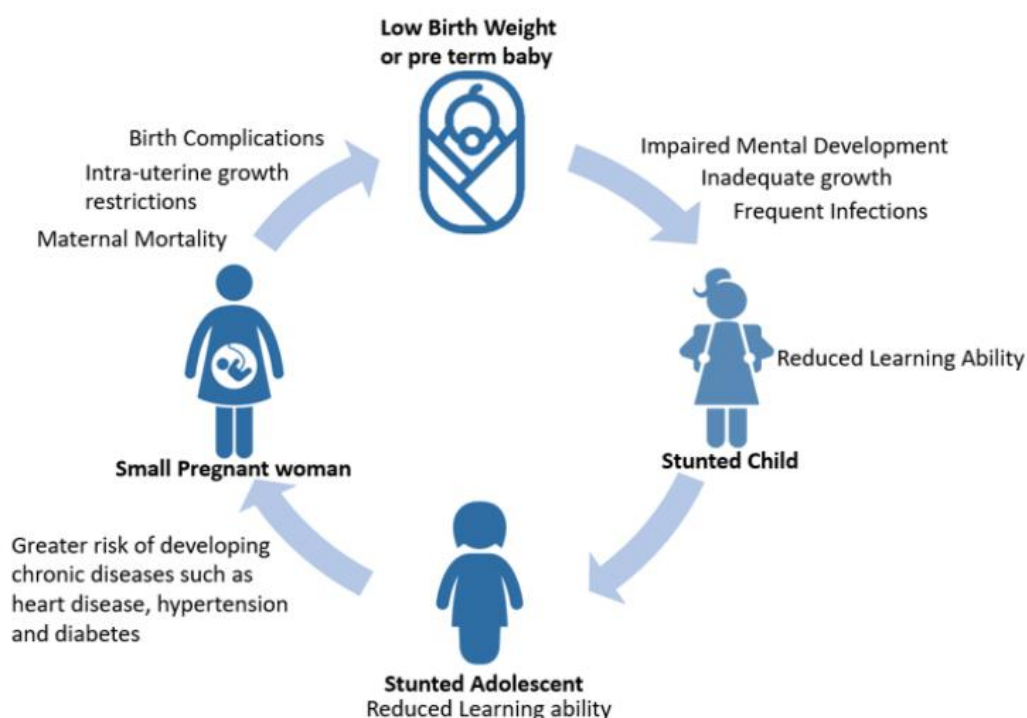 Low Birth Weight
or pre term baby
Birth Complications
Intra-uterine growth
restrictions
Maternal Mortality
Impaired Mental Development
Inadequate growth
Frequent Infections
Reduced Learning Ability
Stunted Child
Small Pregnant woman
Greater risk of developing
chronic diseases such as
heart disease, hypertension
and diabetes
Stunted Adolescent
Reduced Learning ability